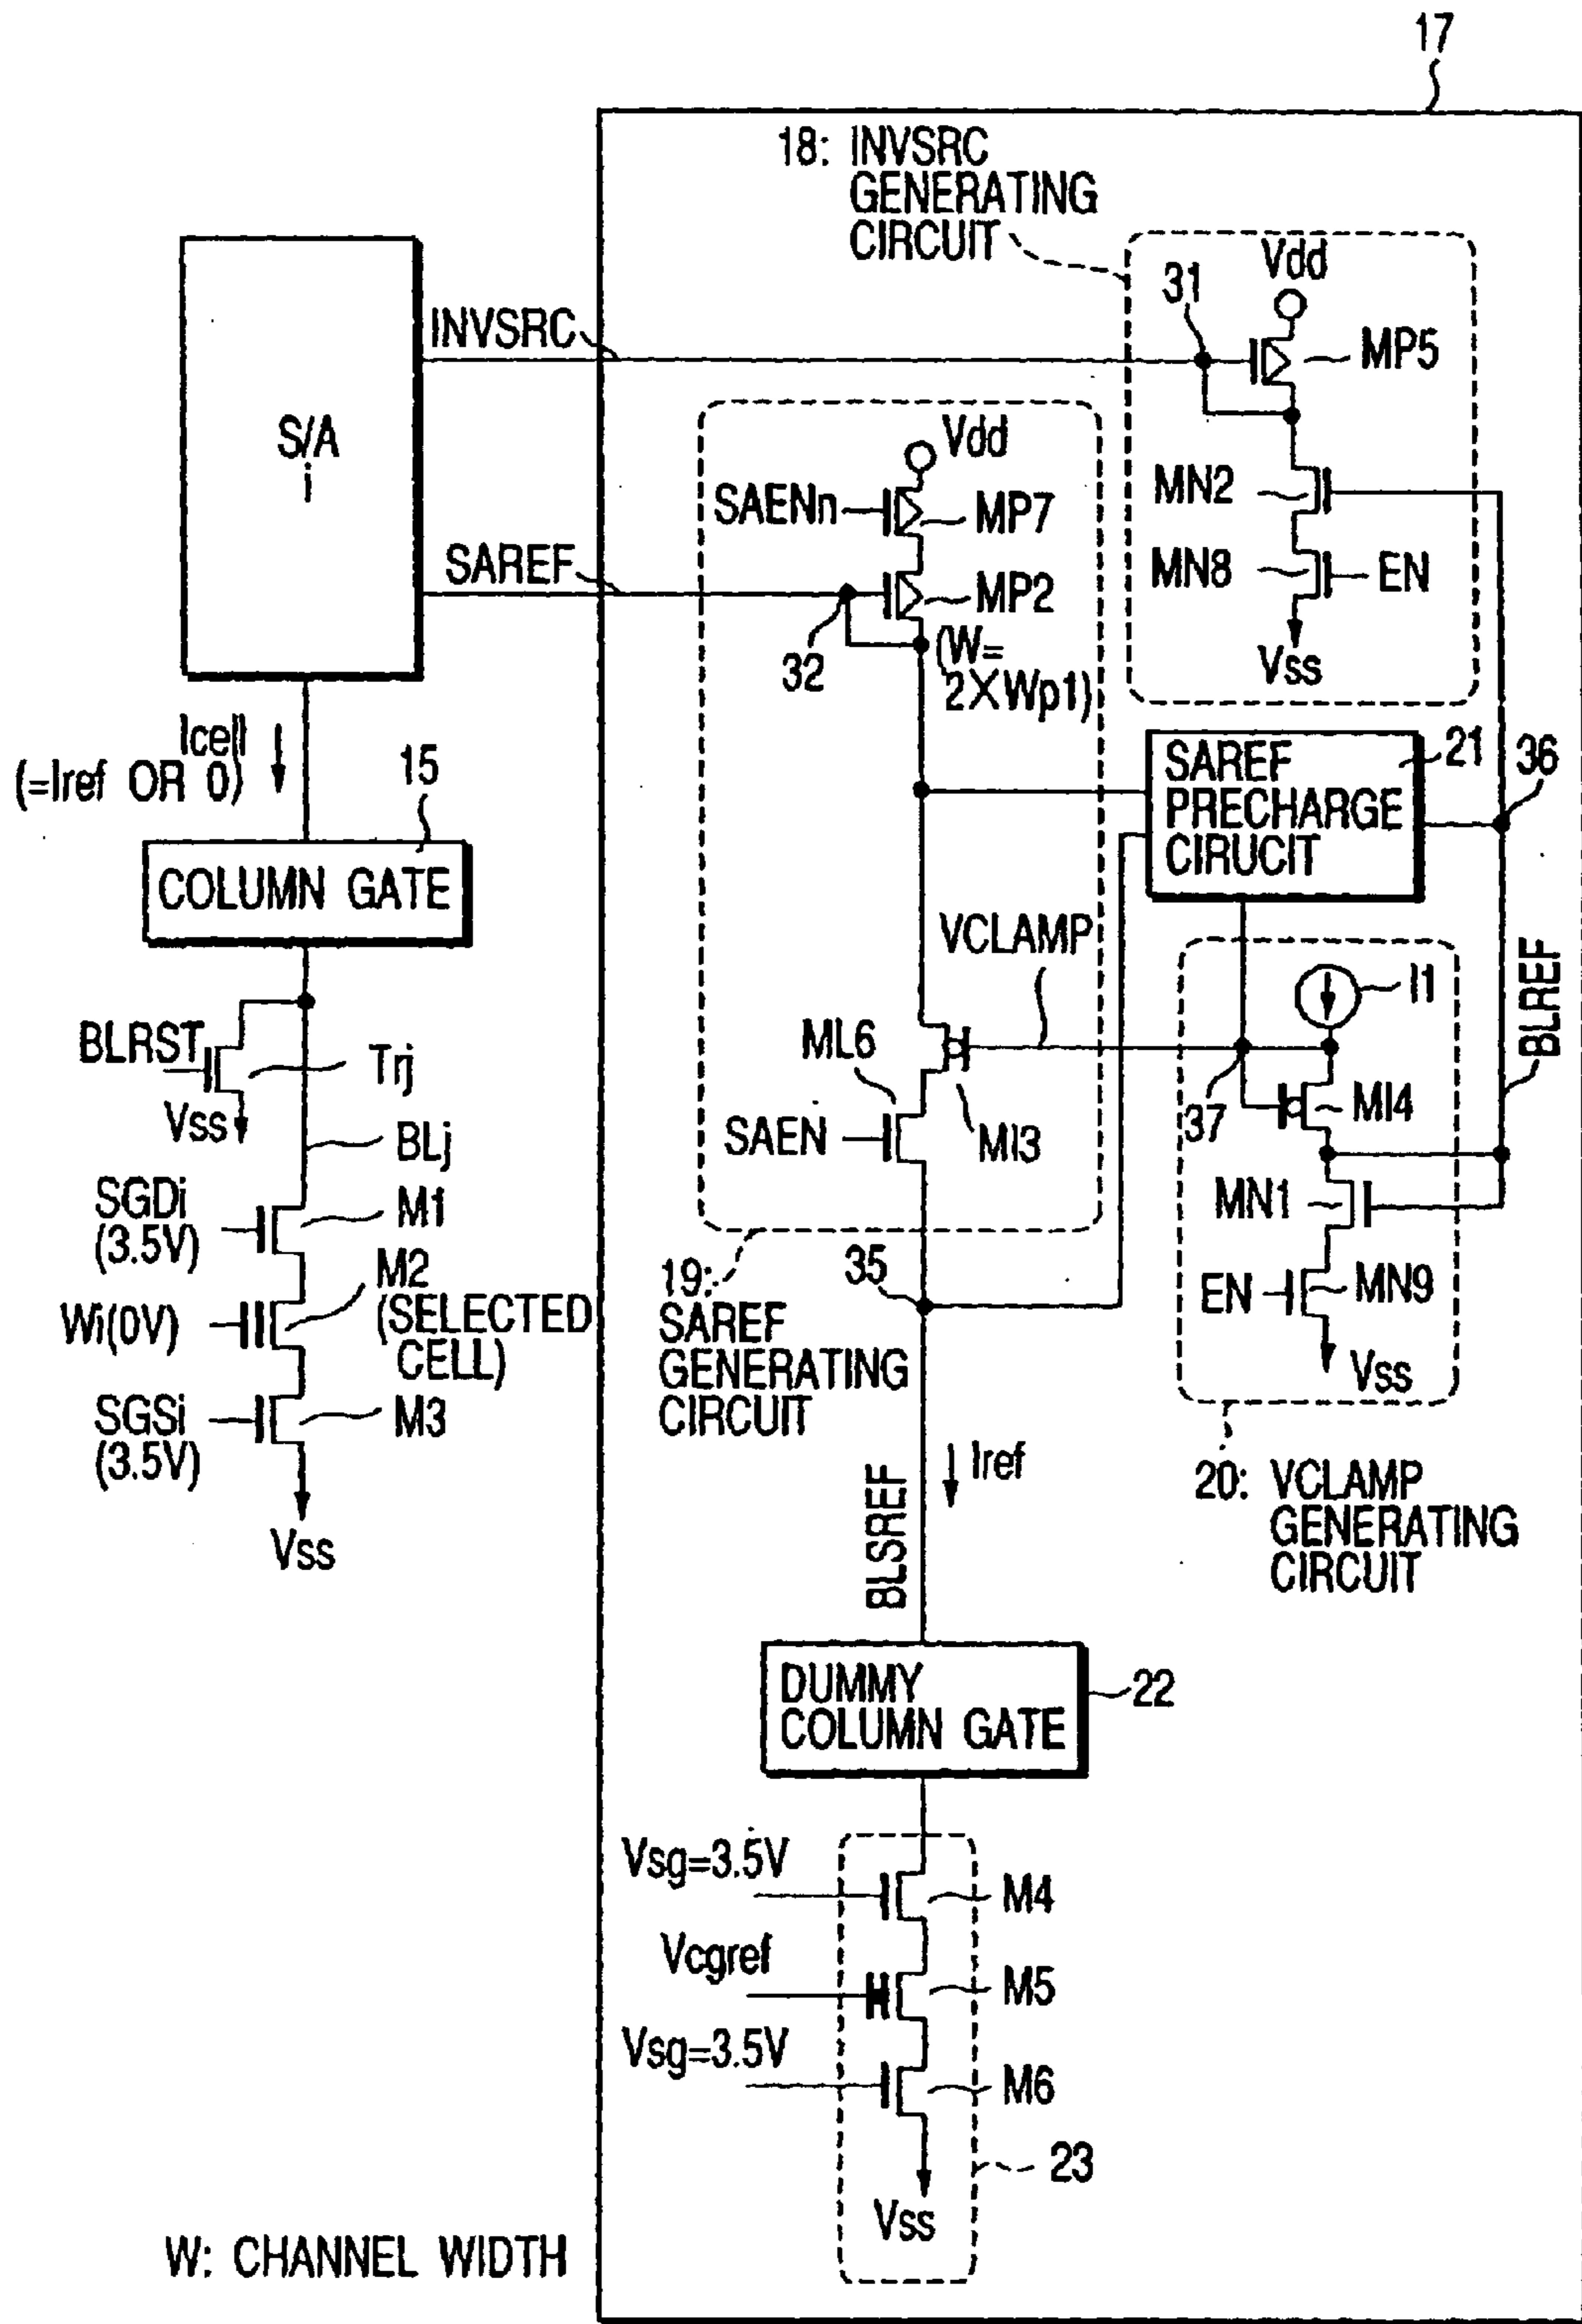 17
18: INVSRC
GENERATING
CIRCUIT
Vdd
31
INVSRC
MP5
S/A
i
Vdd
SAENn
MP7
MN2
SAREF
MP2
MN8
EN
32
(W=
2XWp1)
Vss
Icell
(=Iref OR 0)
15
SAREF
PRECHARGE
CIRUCIT
21
36
COLUMN GATE
VCLAMP
I1
BLREF
BLRST
Trj
ML6
MI4
37
Vss
BLj
SAEN
MI3
SGDi
(3.5V)
M1
MN1
M2
(SELECTED
CELL)
Wi(0V)
19:
SAREF
GENERATING
CIRCUIT
35
EN
MN9
Vss
SGSi
(3.5V)
M3
Iref
20: VCLAMP
GENERATING
CIRCUIT
Vss
BLSREF
DUMMY
COLUMN GATE
22
Vsg=3.5V
M4
Vcgref
M5
Vsg=3.5V
M6
23
Vss
W: CHANNEL WIDTH